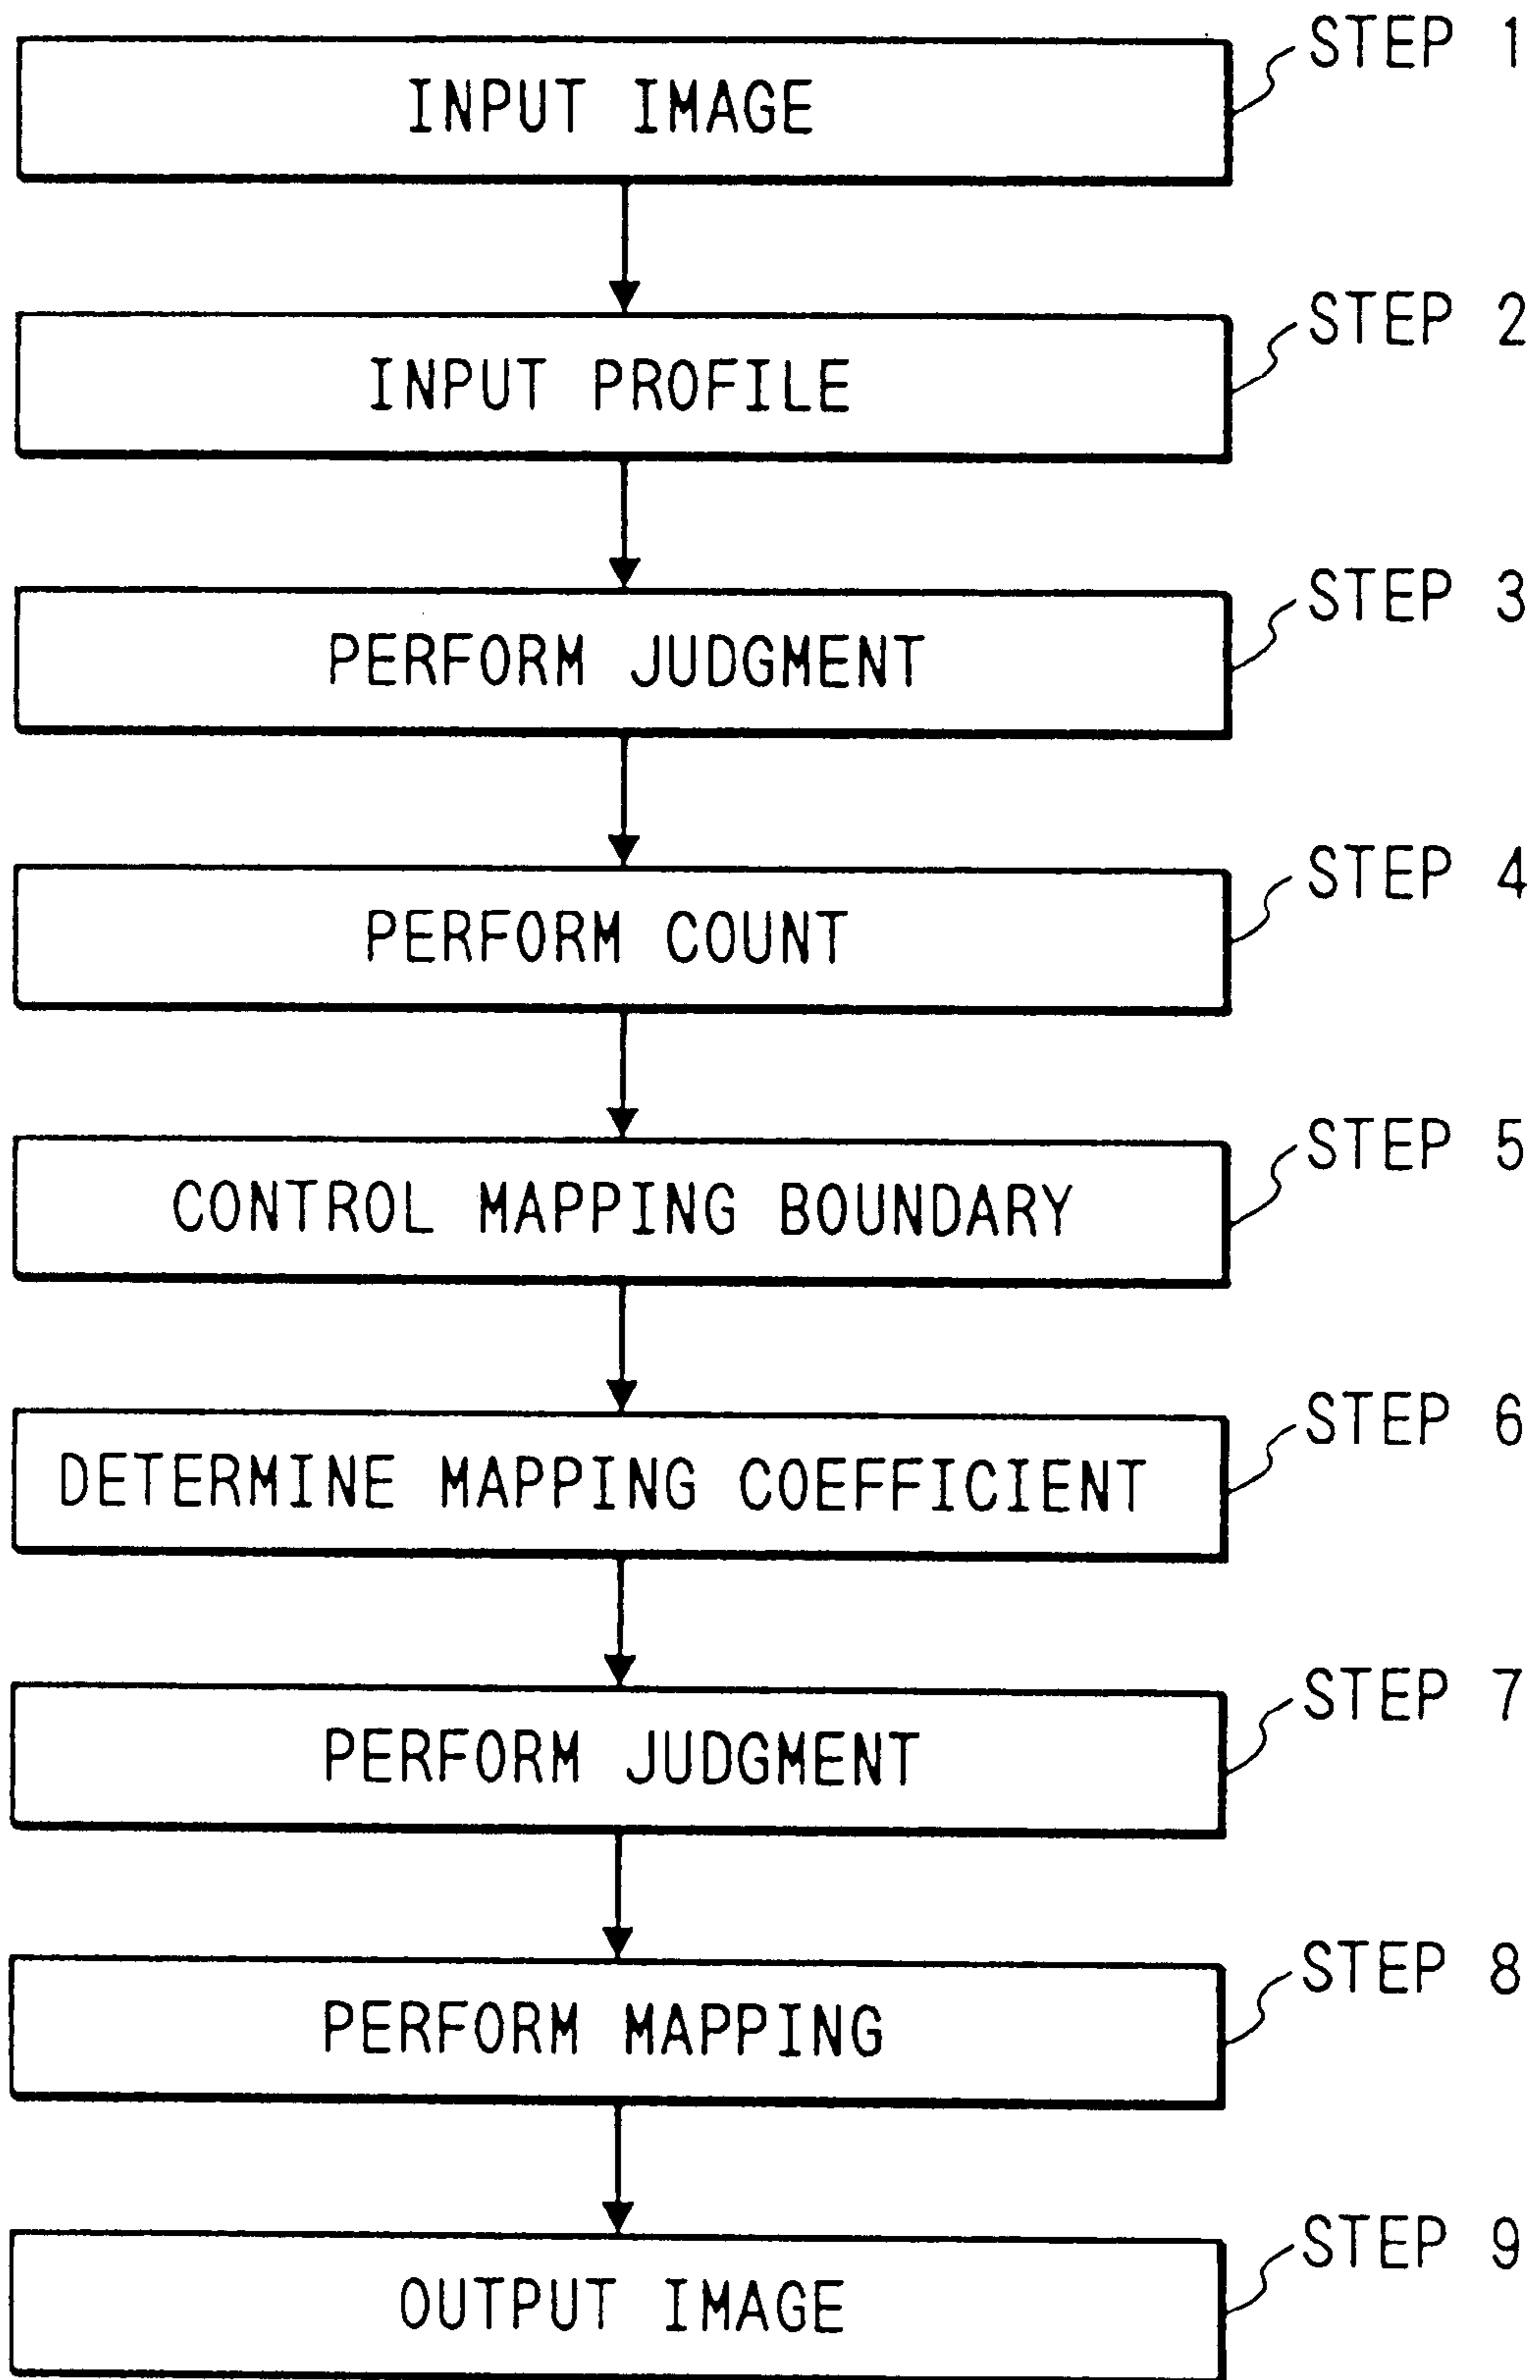 STEP 1
INPUT IMAGE
STEP 2
INPUT PROFILE
STEP 3
PERFORM JUDGMENT
STEP 4
PERFORM COUNT
STEP 5
CONTROL MAPPING BOUNDARY
STEP 6
DETERMINE MAPPING COEFFICIENT
STEP 7
PERFORM JUDGMENT
STEP 8
PERFORM MAPPING
STEP 9
OUTPUT IMAGE